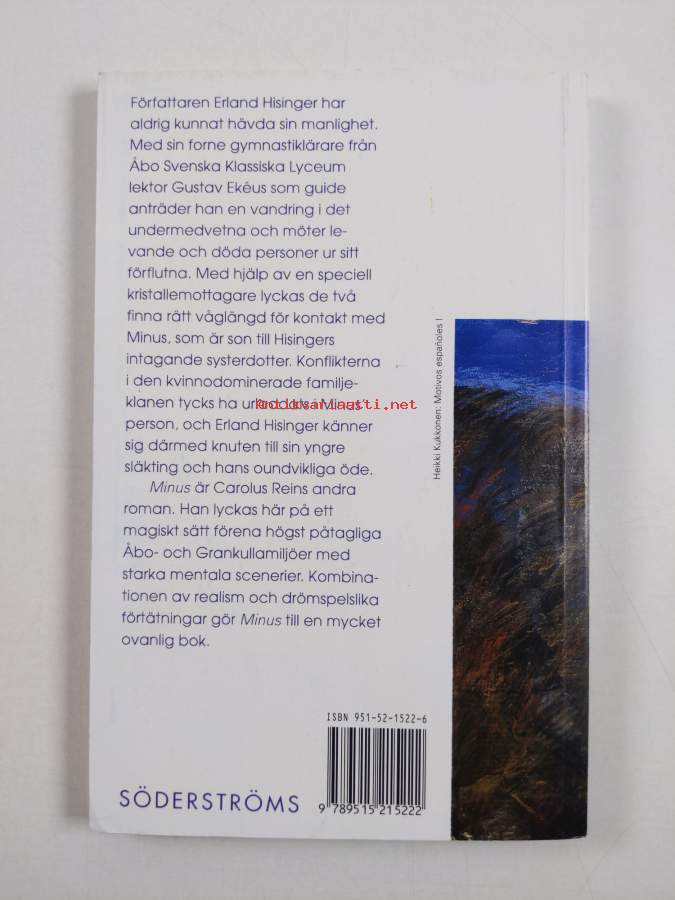 Författaren Erland Hisinger har
aldrig kunnat hävda sin manlighet.
Med sin forne gymnastiklärare från
Åbo Svenska Klassiska Lyceum
lektor Gustav Ekéus som guide
anträder han en vandring i det
undermedvetna och möter le-
vande och döda personer ur sitt
förflutna. Med hjälp av en speciell
kristallemottagare lyckas de två
finna rätt våglängd för kontakt med
Minus, som är son till Hisingers
intagande systerdotter. Konflikterna
i den kvinnodominerade familje-
klanen tycks ha i Minus'
Antikvariaatti.net
person, och Erland Hisinger känner
sig därmed knuten till sin yngre
släkting och hans oundvikliga öde.
Minus är Carolus Reins andra
roman. Han lyckas här på ett
magiskt sätt förena högst påtagliga
Åbo- och Grankullamiljöer med
starka mentala scenerier. Kombina-
tionen av realism och drömspelslika
förtätningar gör Minus till en mycket
ovanlig bok.
Heikki Kukkonen: Motivos españoles I
ISBN 951-52-1522-6
9 789515 215222
SÖDERSTRÖMS